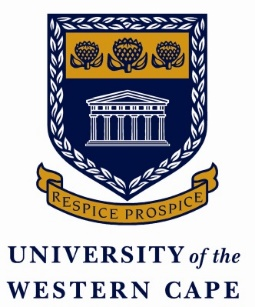 RESPICE PROSPICE
UNIVERSITY of the
WESTERN CAPE